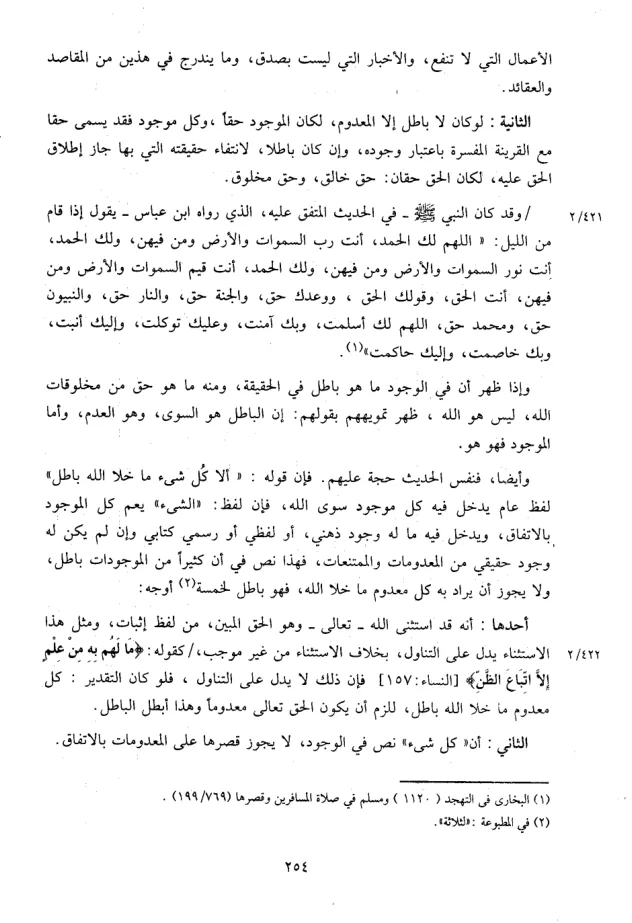 الأعمال التي لا تنفع، والأخبار التي ليست بصدق، وما يندرج في هذين من المقاصد
والعقائد.
الثانية : لوكان لا باطل إلا المعدوم، لكان الموجود حقاً ،وكل موجود فقد يسمى حقا
مع القرينة المفسرة باعتبار وجوده، وإن كان باطلا، لانتفاء حقيقته التي بها جاز إطلاق
الحق عليه، لكان الحق حقان: حق خالق، وحق مخلوق.
٢/٤٢١ /وقد كان النبي ﷺ ـ في الحديث المتفق عليه، الذي رواه ابن عباس ـ يقول إذا قام
من الليل: « اللهم لك الحمد، أنت رب السموات والأرض ومن فيهن، ولك الحمد،
أنت نور السموات والأرض ومن فيهن، ولك الحمد، أنت قيم السموات والأرض ومن
فيهن، أنت الحق، وقولك الحق ، ووعدك حق، والجنة حق، والنار حق، والنبيون
حق، ومحمد حق، اللهم لك أسلمت، وبك آمنت، وعليك توكلت، وإليك أنبت،
وبك خاصمت، وإليك حاكمت»(١).
وإذا ظهر أن في الوجود ما هو باطل في الحقيقة، ومنه ما هو حق من مخلوقات
الله، ليس هو الله ، ظهر تمويههم بقولهم: إن الباطل هو السوى، وهو العدم، وأما
الموجود فهو هو.
وأيضا، فنفس الحديث حجة عليهم. فإن قوله : « ألا كُل شىء ما خلا الله باطل»
لفظ عام يدخل فيه كل موجود سوى الله، فإن لفظ: «الشىء» يعم كل الموجود
بالاتفاق، ويدخل فيه ما له وجود ذهني، أو لفظي أو رسمي كتابي وإن لم يكن له
وجود حقيقي من المعدومات والممتنعات، فهذا نص في أن كثيراً من الموجودات باطل،
ولا يجوز أن يراد به كل معدوم ما خلا الله، فهو باطل لخمسة(٢) أوجه:
أحدها : أنه قد استثنى الله ـ تعالى ـ وهو الحق المبين، من لفظ إثبات، ومثل هذا
٢/٤٢٢ الاستثناء يدل على التناول، بخلاف الاستثناء من غير موجب،/كقوله: ﴿مَا لَهُم بِهِ مِنْ عِلْمٍ
إِلاَّ اتِّبَاعَ الظَّنِّ﴾ [النساء:١٥٧] فإن ذلك لا يدل على التناول ، فلو كان التقدير : كل
معدوم ما خلا الله باطل، للزم أن يكون الحق تعالى معدوماً وهذا أبطل الباطل.
الثاني : أن« كل شىء» نص في الوجود، لا يجوز قصرها على المعدومات بالاتفاق.
(١) البخارى فى التهجد ( ١١٢٠ ) ومسلم في صلاة المسافرين وقصرها (١٩٩/٧٦٩) .
(٢) في المطبوعة :«لثلاثة».
٢٥٤